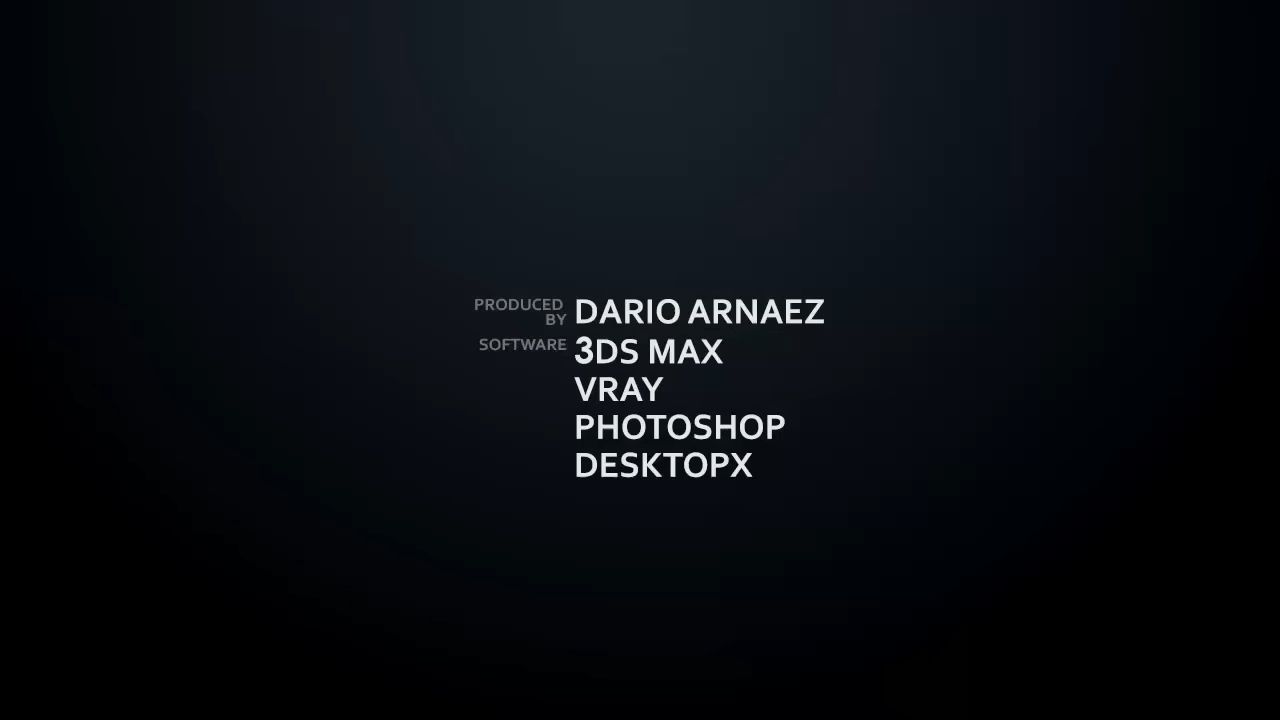 PRODUCED BY DARIO ARNAEZ
SOFTWARE 3DS MAX
VRAY
PHOTOSHOP
DESKTOPX